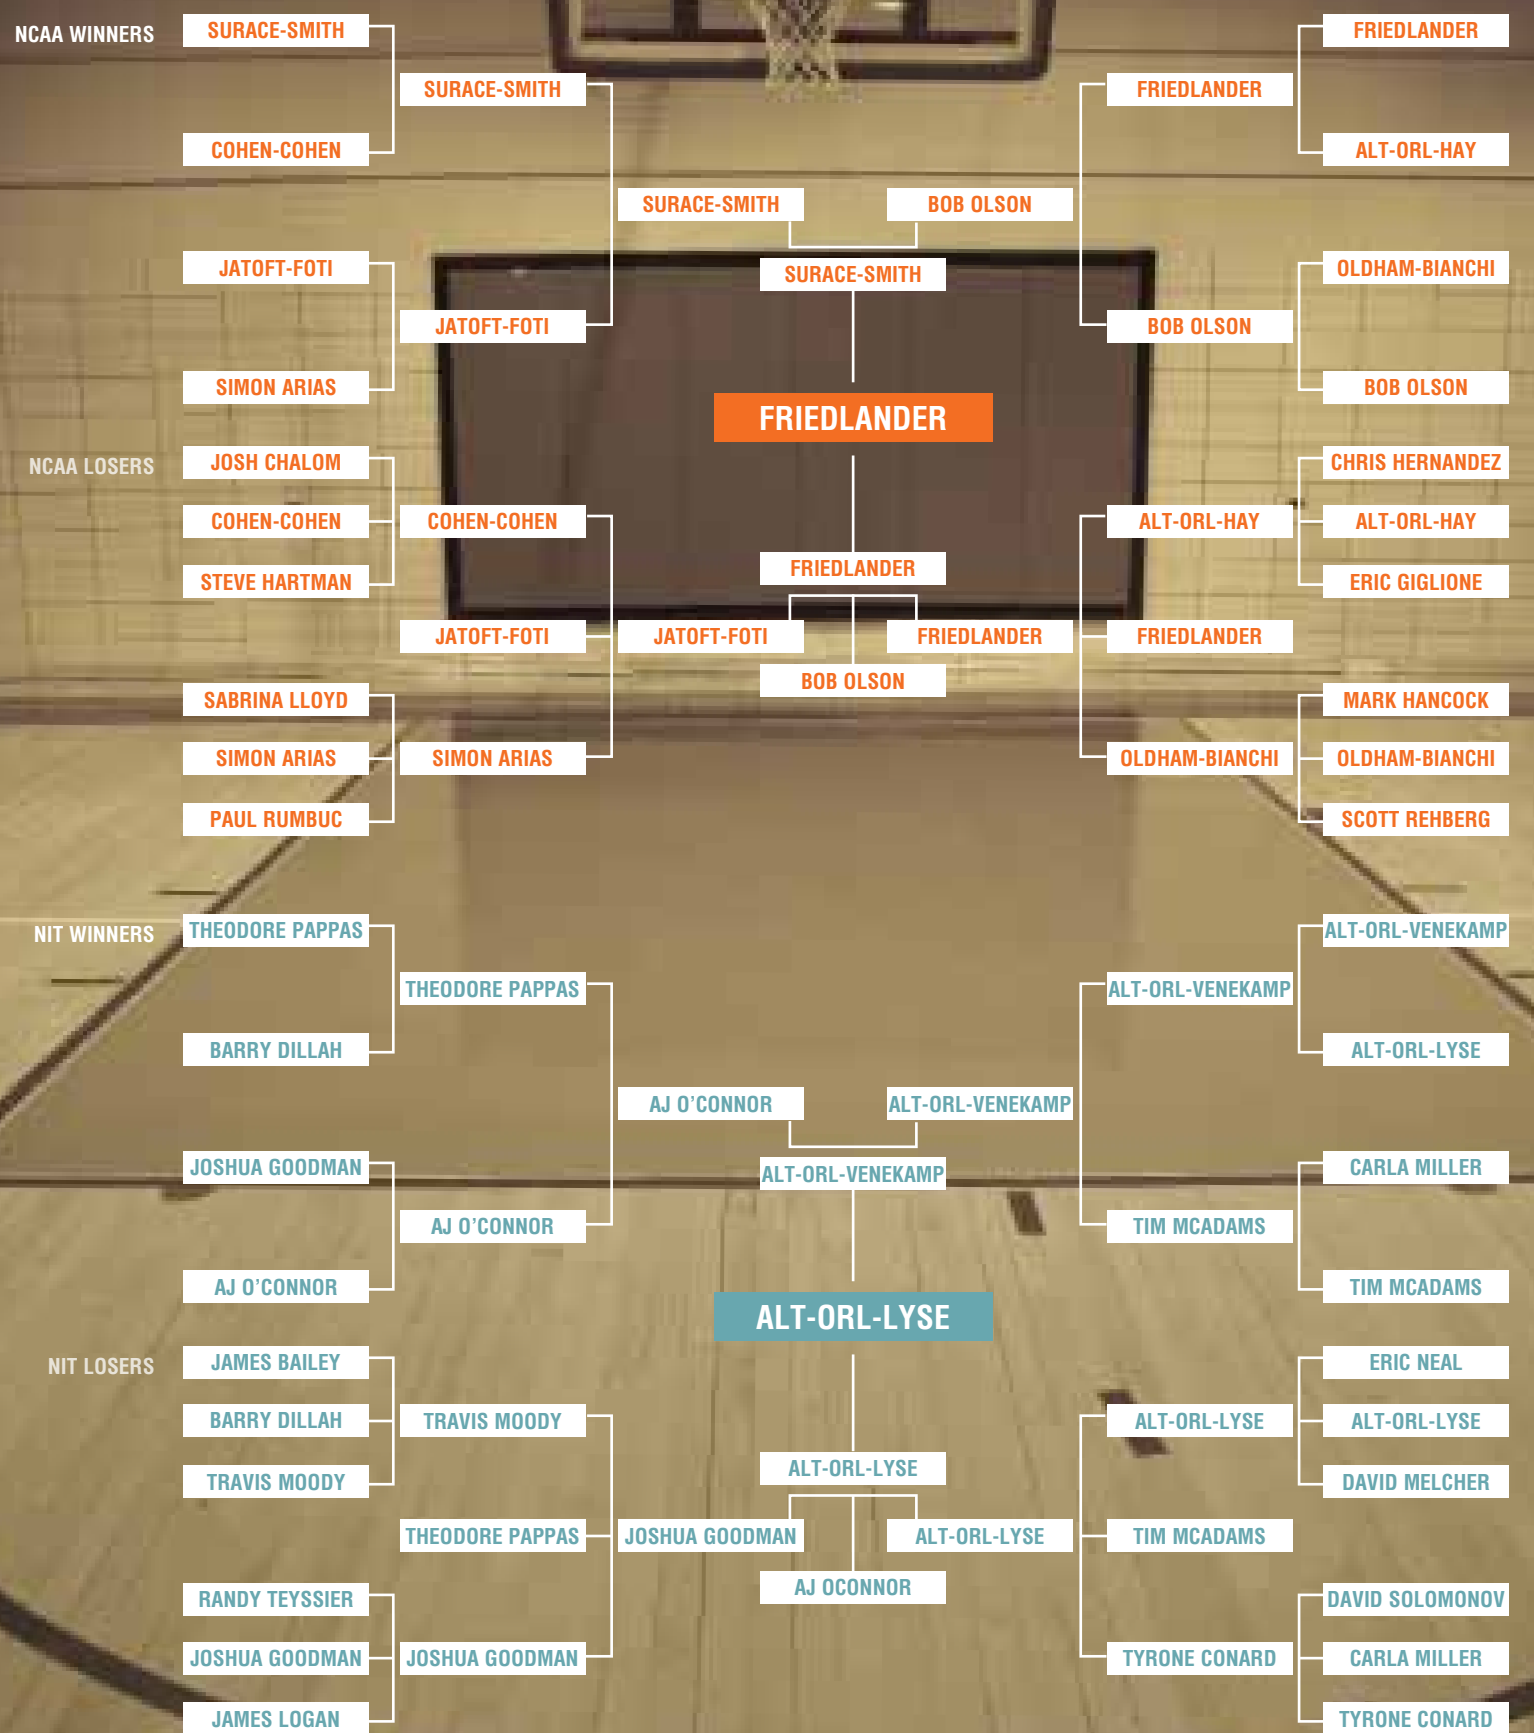 NCAA WINNERS
SURACE-SMITH
FRIEDLANDER
SURACE-SMITH
FRIEDLANDER
COHEN-COHEN
ALT-ORL-HAY
SURACE-SMITH
BOB OLSON
JATOFT-FOTI
SURACE-SMITH
OLDHAM-BIANCHI
JATOFT-FOTI
BOB OLSON
SIMON ARIAS
BOB OLSON
FRIEDLANDER
NCAA LOSERS
JOSH CHALOM
CHRIS HERNANDEZ
COHEN-COHEN
COHEN-COHEN
ALT-ORL-HAY
ALT-ORL-HAY
STEVE HARTMAN
FRIEDLANDER
ERIC GIGLIONE
JATOFT-FOTI
JATOFT-FOTI
FRIEDLANDER
FRIEDLANDER
BOB OLSON
SABRINA LLOYD
MARK HANCOCK
SIMON ARIAS
SIMON ARIAS
OLDHAM-BIANCHI
OLDHAM-BIANCHI
PAUL RUMBUC
SCOTT REHBERG
NIT WINNERS
THEODORE PAPPAS
ALT-ORL-VENEKAMP
THEODORE PAPPAS
ALT-ORL-VENEKAMP
BARRY DILLAH
ALT-ORL-LYSE
AJ O’CONNOR
ALT-ORL-VENEKAMP
JOSHUA GOODMAN
ALT-ORL-VENEKAMP
CARLA MILLER
AJ O’CONNOR
TIM MCADAMS
AJ O’CONNOR
TIM MCADAMS
ALT-ORL-LYSE
NIT LOSERS
JAMES BAILEY
ERIC NEAL
BARRY DILLAH
TRAVIS MOODY
ALT-ORL-LYSE
ALT-ORL-LYSE
TRAVIS MOODY
ALT-ORL-LYSE
DAVID MELCHER
THEODORE PAPPAS
JOSHUA GOODMAN
ALT-ORL-LYSE
TIM MCADAMS
AJ OCONNOR
RANDY TEYSSIER
DAVID SOLOMONOV
JOSHUA GOODMAN
JOSHUA GOODMAN
TYRONE CONARD
CARLA MILLER
JAMES LOGAN
TYRONE CONARD